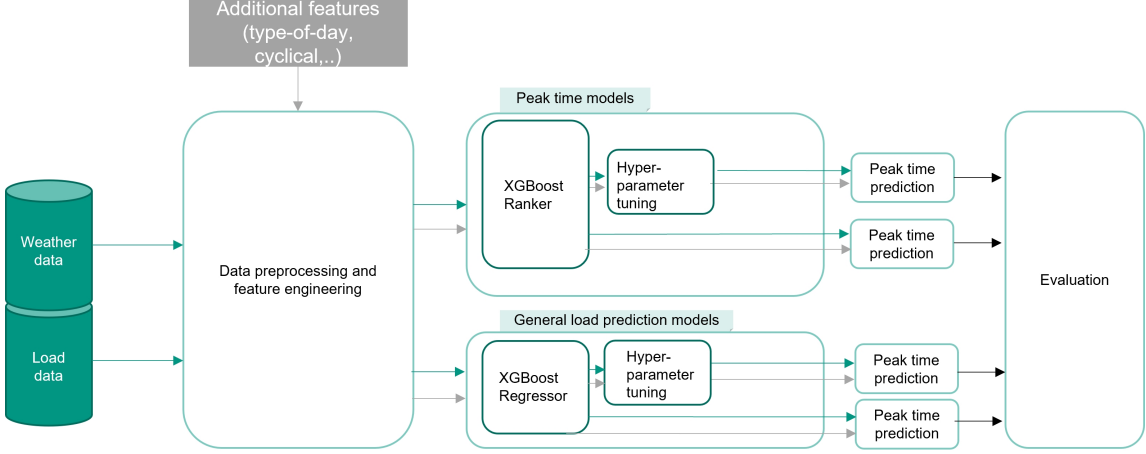 Additional features
(type-of-day,
cyclical,..)
Peak time models
XGBoost
Ranker
Hyper-
parameter
tuning
Peak time
prediction
Peak time
prediction
Weather
data
Load
data
Data preprocessing and
feature engineering
General load prediction models
XGBoost
Regressor
Hyper-
parameter
tuning
Peak time
prediction
Peak time
prediction
Evaluation